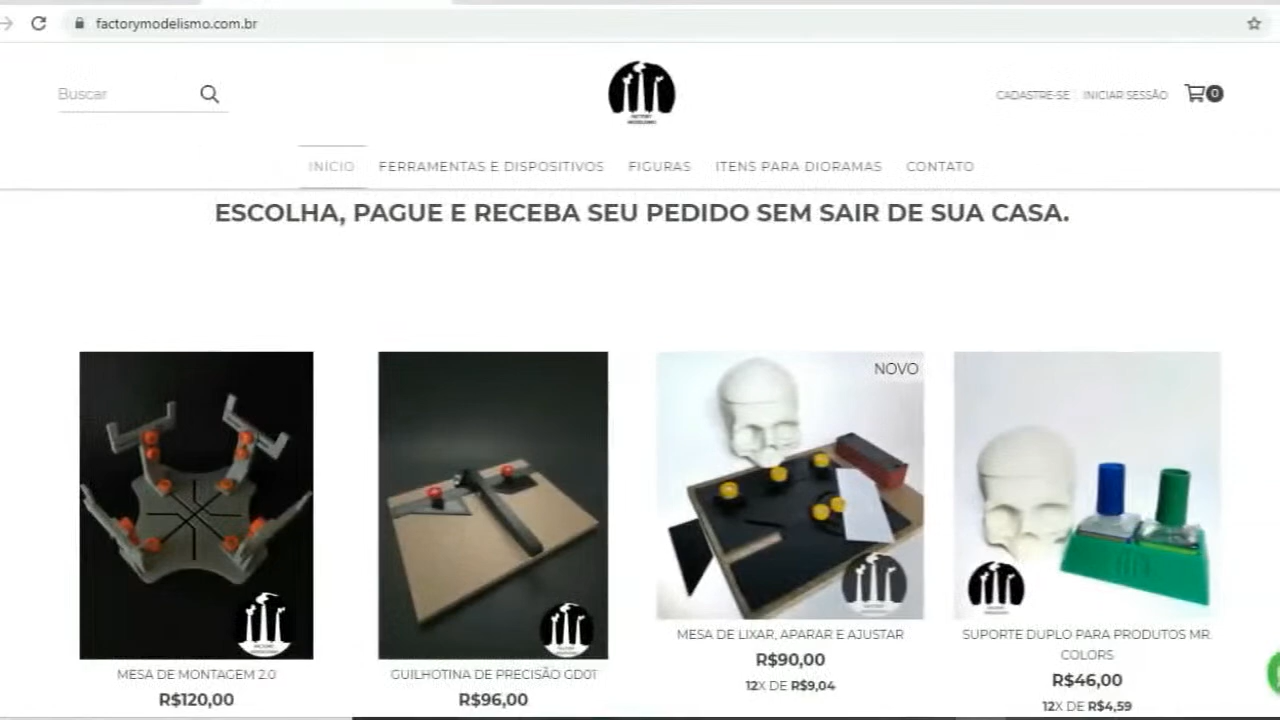 factorymodelismo.com.br
Buscar
FACTORY
MODELISMO
CADASTRE-SE
INICIAR SESSÃO
0
INÍCIO
FERRAMENTAS E DISPOSITIVOS
FIGURAS
ITENS PARA DIORAMAS
CONTATO
ESCOLHA, PAGUE E RECEBA SEU PEDIDO SEM SAIR DE SUA CASA.
NOVO
MESA DE MONTAGEM 2.0
R$120,00
GUILHOTINA DE PRECISÃO GD01
R$96,00
MESA DE LIXAR, APARAR E AJUSTAR
R$90,00
12X DE R$9,04
SUPORTE DUPLO PARA PRODUTOS MR.
COLORS
R$46,00
12X DE R$4,59